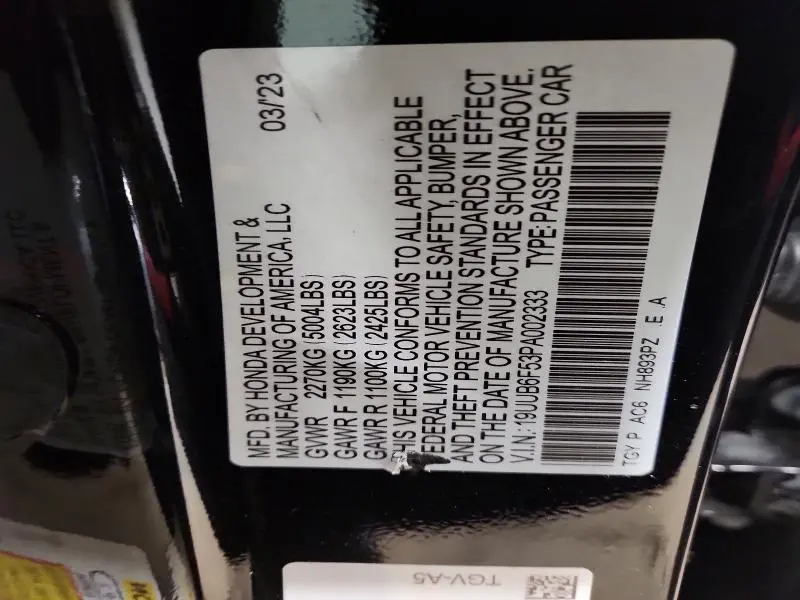 MFD. BY HONDA DEVELOPMENT &
MANUFACTURING OF AMERICA, LLC 03/'23
GVWR 2270KG (5004LBS)
GAWR F 1190KG (2623LBS)
GAWR R 1100KG (2425LBS)
THIS VEHICLE CONFORMS TO ALL APPLICABLE
FEDERAL MOTOR VEHICLE SAFETY, BUMPER,
AND THEFT PREVENTION STANDARDS IN EFFECT
ON THE DATE OF MANUFACTURE SHOWN ABOVE.
V.I.N.: 19UUB6F53PA002333 TYPE: PASSENGER CAR
TGY P AC6 NH893PZ E A
TGV-A5